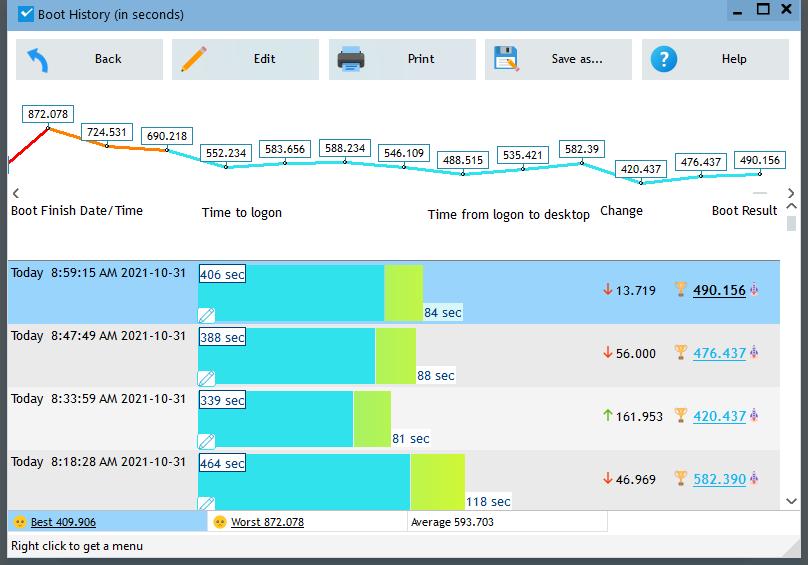 Boot History (in seconds)
Back Edit Print Save as... Help
872.078 724.531 690.218 552.234 583.656 588.234 546.109 488.515 535.421 582.39 420.437 476.437 490.156
Boot Finish Date/Time Time to logon Time from logon to desktop Change Boot Result
Today 8:59:15 AM 2021-10-31 406 sec 84 sec 13.719 490.156
Today 8:47:49 AM 2021-10-31 388 sec 88 sec 56.000 476.437
Today 8:33:59 AM 2021-10-31 339 sec 81 sec 161.953 420.437
Today 8:18:28 AM 2021-10-31 464 sec 118 sec 46.969 582.390
Best 409.906 Worst 872.078 Average 593.703
Right click to get a menu